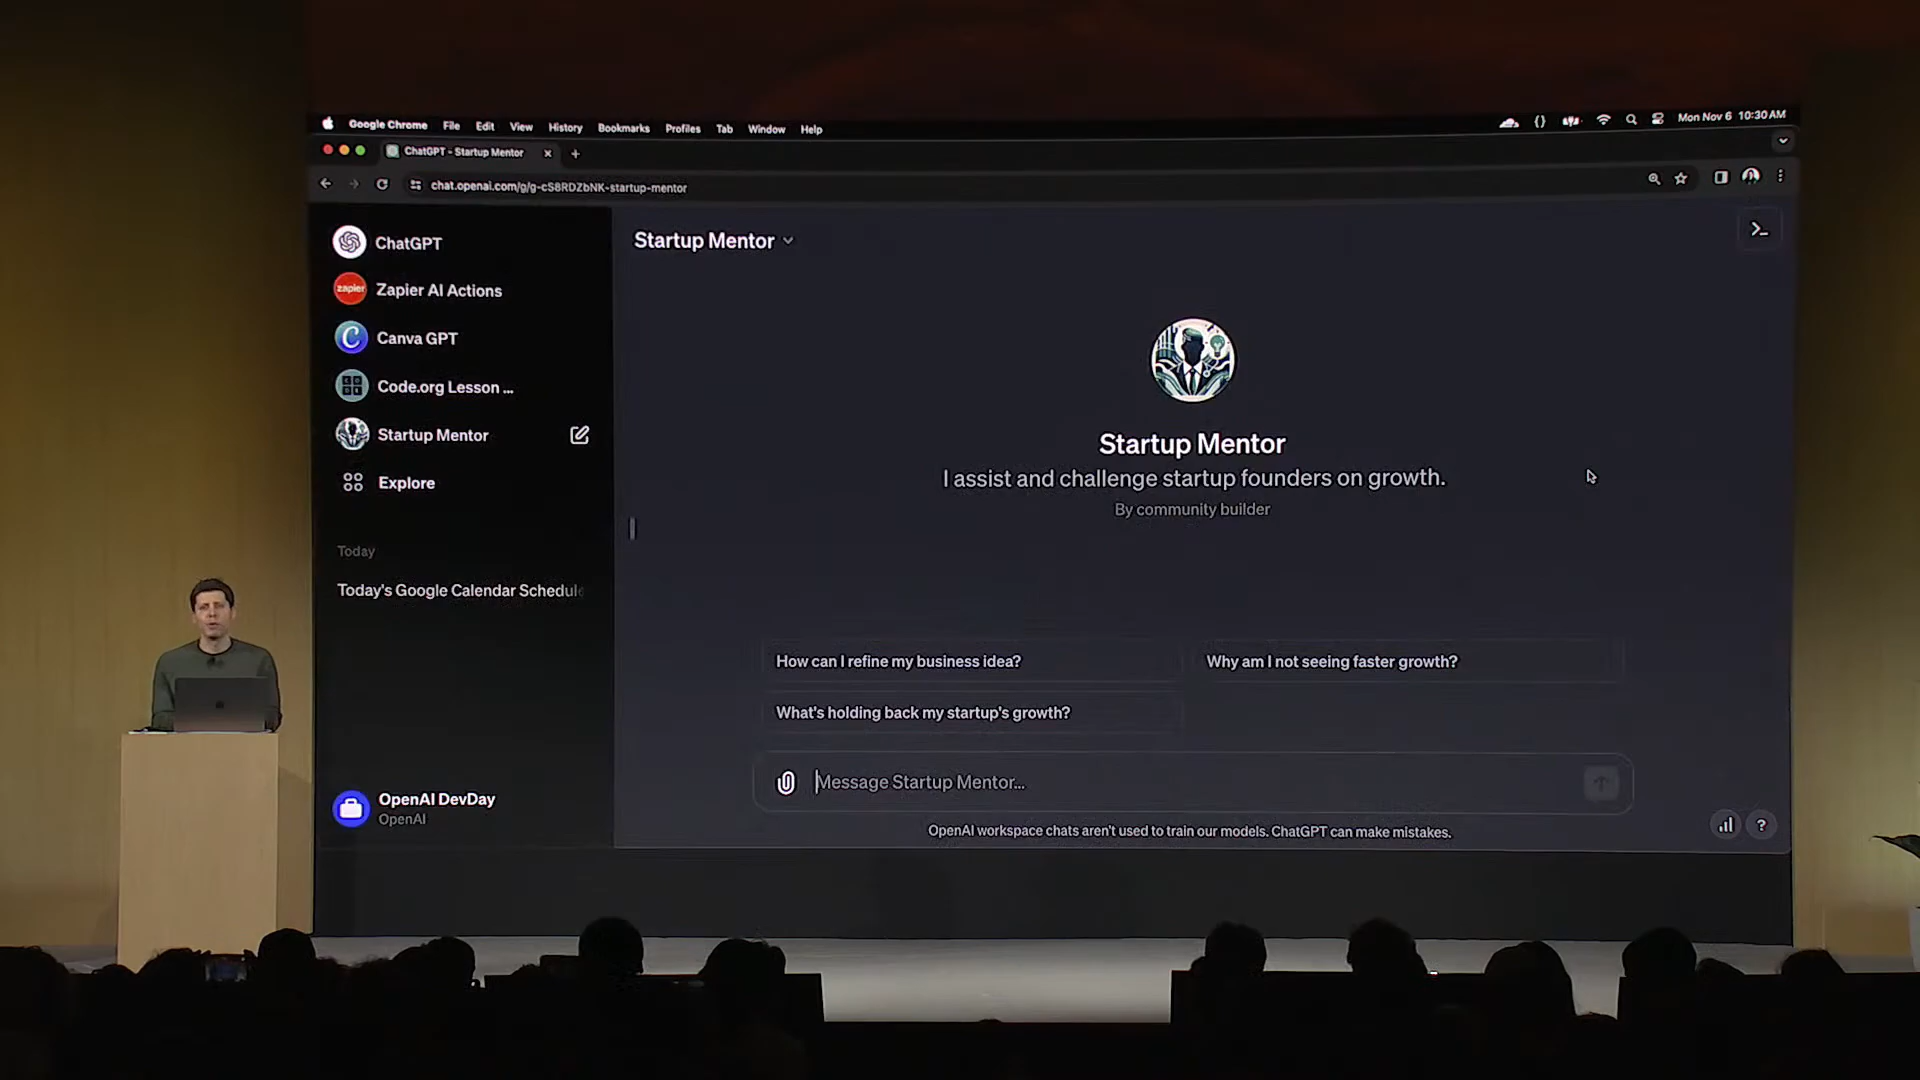 Google Chrome File Edit View History Bookmarks Profiles Tab Window Help Mon Nov 6 10:30 AM
ChatGPT - Startup Mentor
chat.openai.com/g/g-cS8RDZbNK-startup-mentor
ChatGPT
zapier
Zapier AI Actions
C
Canva GPT
Code.org Lesson ...
Startup Mentor
Explore
Today
Today's Google Calendar Schedul
OpenAI DevDay
OpenAI
Startup Mentor
Startup Mentor
I assist and challenge startup founders on growth.
By community builder
How can I refine my business idea?
Why am I not seeing faster growth?
What's holding back my startup's growth?
Message Startup Mentor...
OpenAI workspace chats aren't used to train our models. ChatGPT can make mistakes.
?